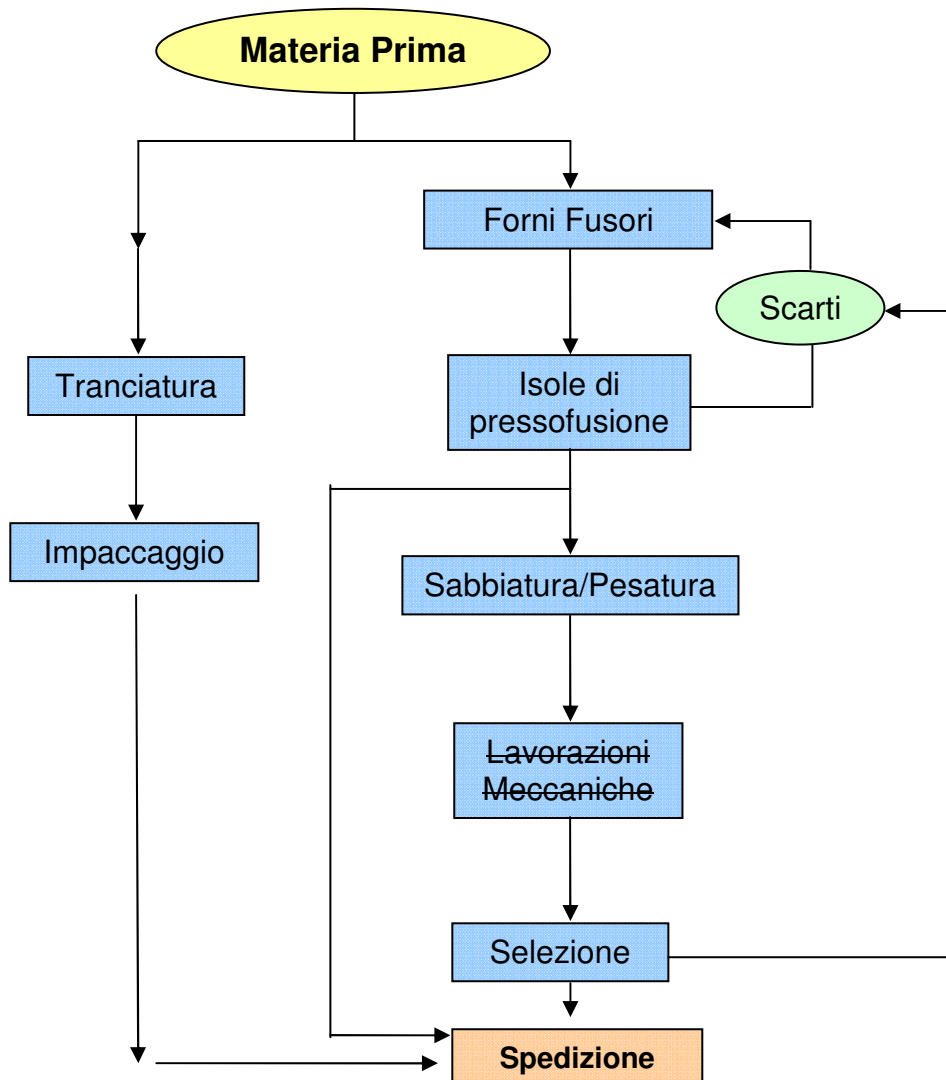 Materia Prima
Forni Fusori
Scarti
Tranciatura
Isole di
pressofusione
Impaccaggio
Sabbiatura/Pesatura
Lavorazioni
Meccaniche
Selezione
Spedizione